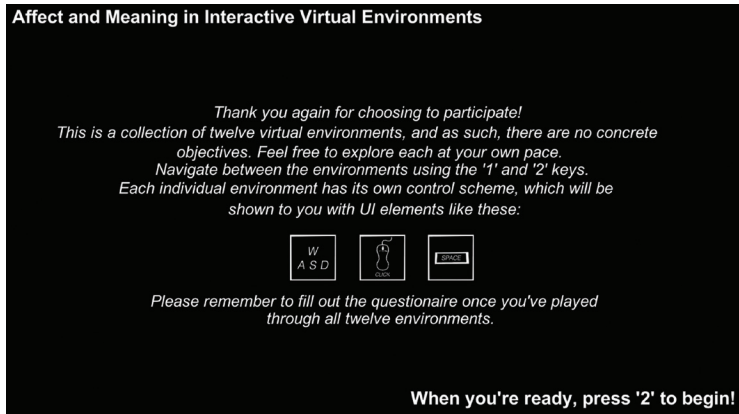 Affect and Meaning in Interactive Virtual Environments
Thank you again for choosing to participate!
This is a collection of twelve virtual environments, and as such, there are no concrete
objectives. Feel free to explore each at your own pace.
Navigate between the environments using the '1' and '2' keys.
Each individual environment has its own control scheme, which will be
shown to you with UI elements like these:
W
A S D
CLICK
SPACE
Please remember to fill out the questionaire once you've played
through all twelve environments.
When you're ready, press '2' to begin!